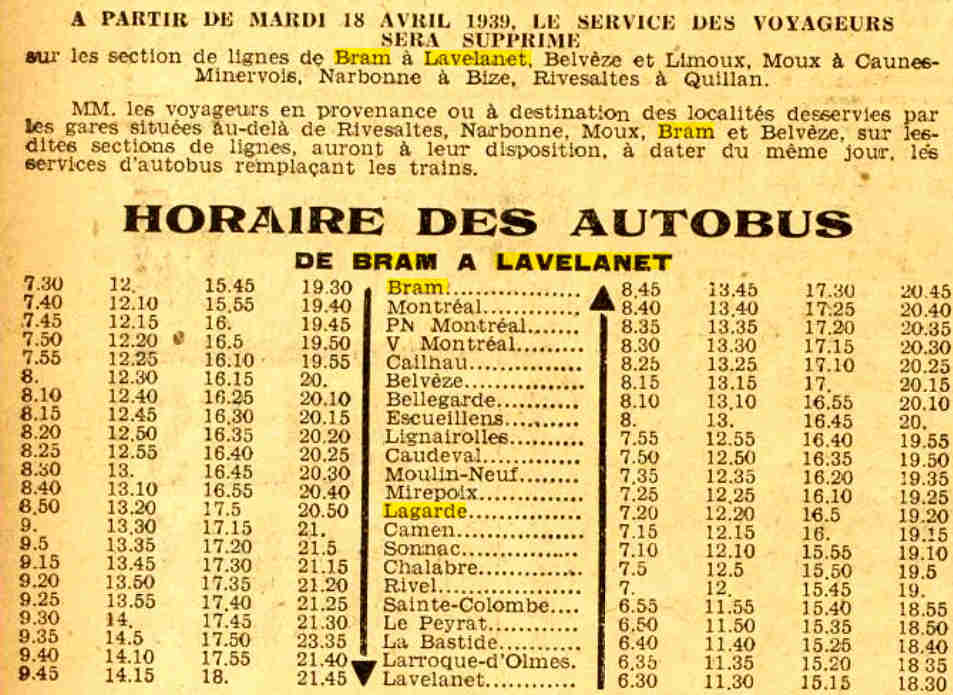 A PARTIR DE MARDI 18 AVRIL 1939, LE SERVICE DES VOYAGEURS
SERA SUPPRIME
sur les section de lignes de Bram à Lavelanet, Belvèze et Limoux, Moux à Caunes-
Minervois, Narbonne à Bize, Rivesaltes à Quillan.
MM. les voyageurs en provenance ou à destination des localités desservies par
les gares situées au-delà de Rivesaltes, Narbonne, Moux, Bram et Belvèze, sur les-
dites sections de lignes, auront à leur disposition, à dater du même jour, les
services d'autobus remplaçant les trains.
HORAIRE DES AUTOBUS
DE BRAM A LAVELANET
7.30 12. 15.45 19.30 Bram................. 8.45 13.45 17.30 20.45
7.40 12.10 15.55 19.40 Montréal............. 8.40 13.40 17.25 20.40
7.45 12.15 16. 19.45 PN Montréal....... 8.35 13.35 17.20 20.35
7.50 12.20 16.5 19.50 V Montréal......... 8.30 13.30 17.15 20.30
7.55 12.25 16.10 19.55 Cailhau............... 8.25 13.25 17.10 20.25
8. 12.30 16.15 20. Belvèze............... 8.15 13.15 17. 20.15
8.10 12.40 16.25 20.10 Bellegarde........... 8.10 13.10 16.55 20.10
8.15 12.45 16.30 20.15 Escueillens.......... 8. 13. 16.45 20.
8.20 12.50 16.35 20.20 Lignairolles......... 7.55 12.55 16.40 19.55
8.25 12.55 16.40 20.25 Caudeval............. 7.50 12.50 16.35 19.50
8.30 13. 16.45 20.30 Moulin-Neuf........ 7.35 12.35 16.20 19.35
8.40 13.10 16.55 20.40 Mirepoix............. 7.25 12.25 16.10 19.25
8.50 13.20 17.5 20.50 Lagarde............... 7.20 12.20 16.5 19.20
9. 13.30 17.15 21. Camen................ 7.15 12.15 16. 19.15
9.5 13.35 17.20 21.5 Sonnac............... 7.10 12.10 15.55 19.10
9.15 13.45 17.30 21.15 Chalabre............. 7.5 12.5 15.50 19.5
9.20 13.50 17.35 21.20 Rivel.................. 7. 12. 15.45 19.
9.25 13.55 17.40 21.25 Sainte-Colombe.... 6.55 11.55 15.40 18.55
9.30 14. 17.45 21.30 Le Peyrat............ 6.50 11.50 15.35 18.50
9.35 14.5 17.50 23.35 La Bastide........... 6.40 11.40 15.25 18.40
9.40 14.10 17.55 21.40 Larroque-d'Olmes. 6.35 11.35 15.20 18 35
9.45 14.15 18. 21.45 Lavelanet............ 6.30 11.30 15.15 18.30